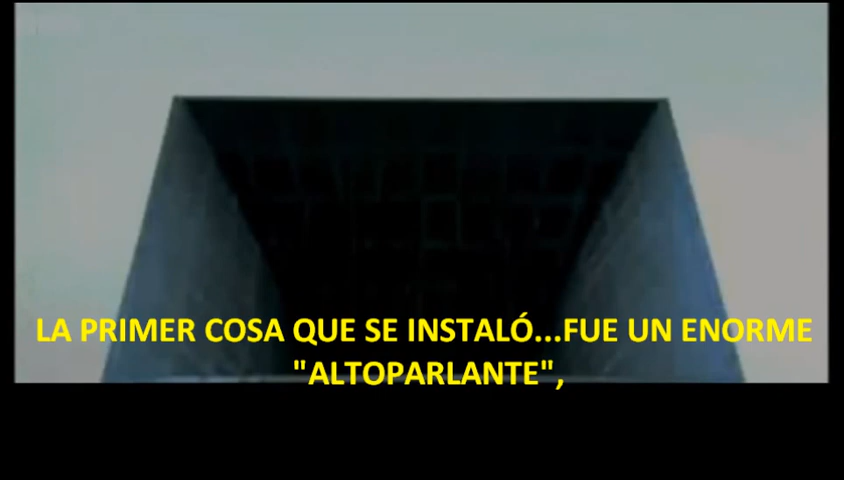 LA PRIMER COSA QUE SE INSTALÓ...FUE UN ENORME
"ALTOPARLANTE",